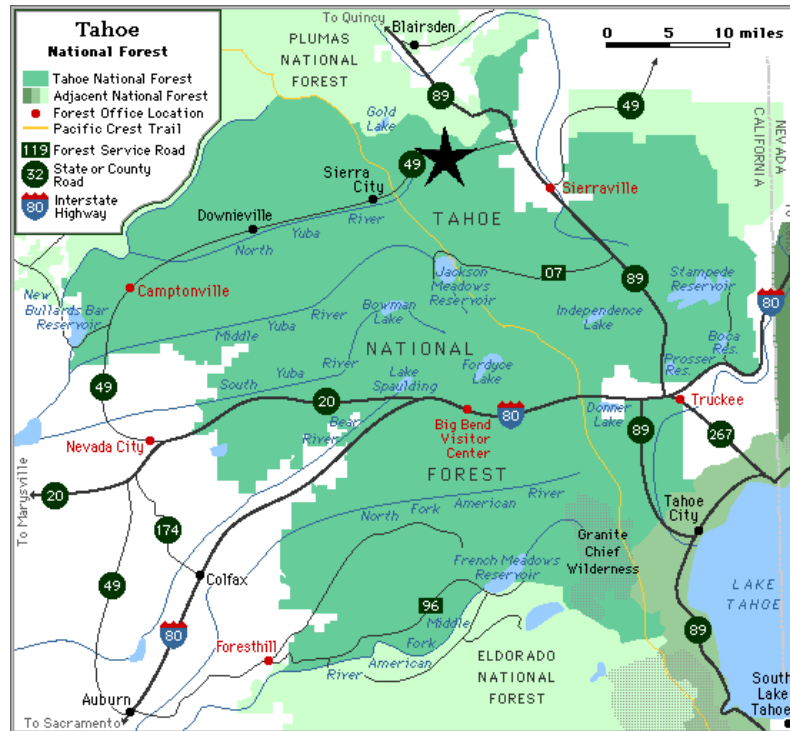 Tahoe
National Forest
Tahoe National Forest
Adjacent National Forest
Forest Office Location
Pacific Crest Trail
119 Forest Service Road
32 State or County
Road
80 Interstate
Highway
To Quincy
Blairsden
PLUMAS
NATIONAL
FOREST
89
0 5 10 miles
49
NEVADA
CALIFORNIA
Gold
Lake
49
Sierra
City
Sierraville
Downieville
TAHOE
North Yuba River
To
07
Jackson
Meadows
Reservoir
89
Stampede
Reservoir
80
Camptonville
New
Bullards Bar
Reservoir
Bowman
Lake
Independence
Lake
Boca
Res.
Prosser
Res.
Middle Yuba River
NATIONAL
49
South Yuba River
Lake
Spaulding
Fordyce
Lake
20
Bear
River
Big Bend
Visitor
Center
80
Donner
Lake
Truckee
Nevada City
89
267
FOREST
To Marysville
20
174
North Fork American River
Tahoe
City
Granite
Chief
Wilderness
French Meadows
Reservoir
49
Colfax
LAKE
TAHOE
96
Middle
Fork
American
River
80
Foresthill
89
ELDORADO
NATIONAL
FOREST
South
Lake
Tahoe
Auburn
To Sacramento